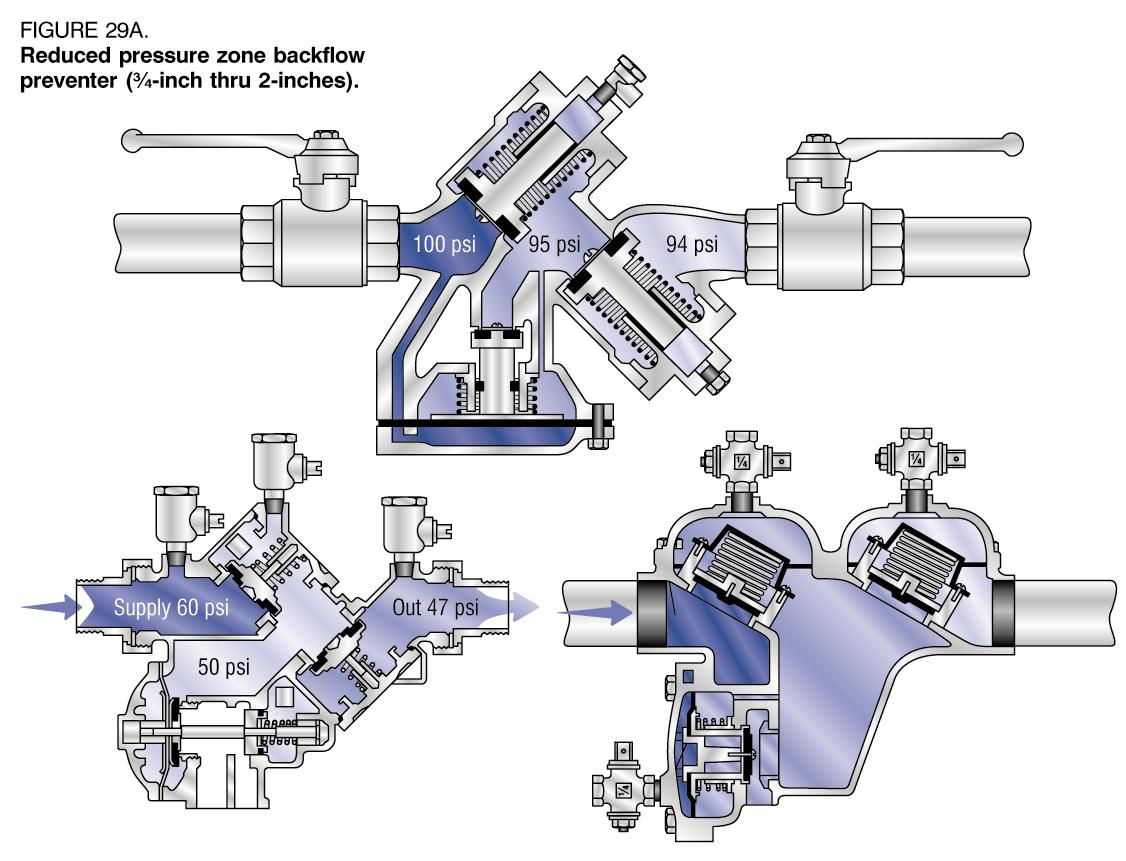 FIGURE 29A.
Reduced pressure zone backflow
preventer (¾-inch thru 2-inches).
100 psi
95 psi
94 psi
¼
¼
Supply 60 psi
Out 47 psi
50 psi
¼